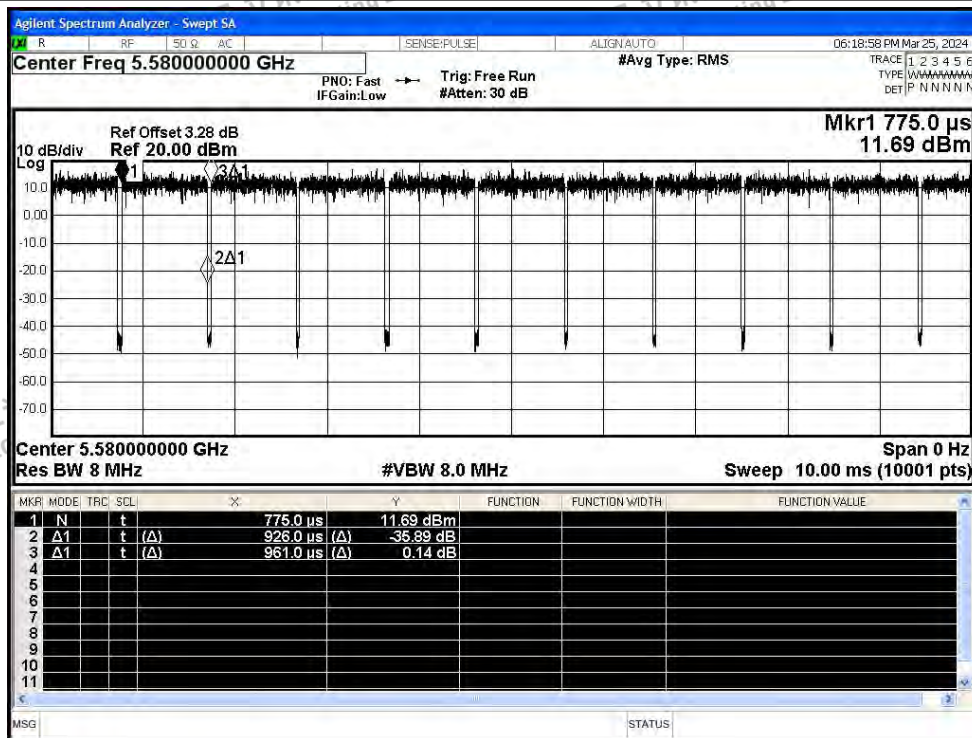 Agilent Spectrum Analyzer - Swept SA
R RF 50 Ω AC SENSE:PULSE ALIGN AUTO 06:18:58 PM Mar 25, 2024
Center Freq 5.580000000 GHz
PNO: Fast
IFGain:Low
Trig: Free Run
#Atten: 30 dB
#Avg Type: RMS
TRACE 1 2 3 4 5 6
TYPE WWWWWW
DET P N N N N N
Mkr1 775.0 µs
11.69 dBm
Ref Offset 3.28 dB
10 dB/div Ref 20.00 dBm
Log
1 3Δ1
10.0
0.00
-10.0
2Δ1
-20.0
-30.0
-40.0
-50.0
-60.0
-70.0
Center 5.580000000 GHz Span 0 Hz
Res BW 8 MHz #VBW 8.0 MHz Sweep 10.00 ms (10001 pts)
MKR MODE TRC SCL X Y FUNCTION FUNCTION WIDTH FUNCTION VALUE
1 N t 775.0 µs 11.69 dBm
2 Δ1 t (Δ) 926.0 µs (Δ) -35.89 dB
3 Δ1 t (Δ) 961.0 µs (Δ) 0.14 dB
4
5
6
7
8
9
10
11
MSG STATUS